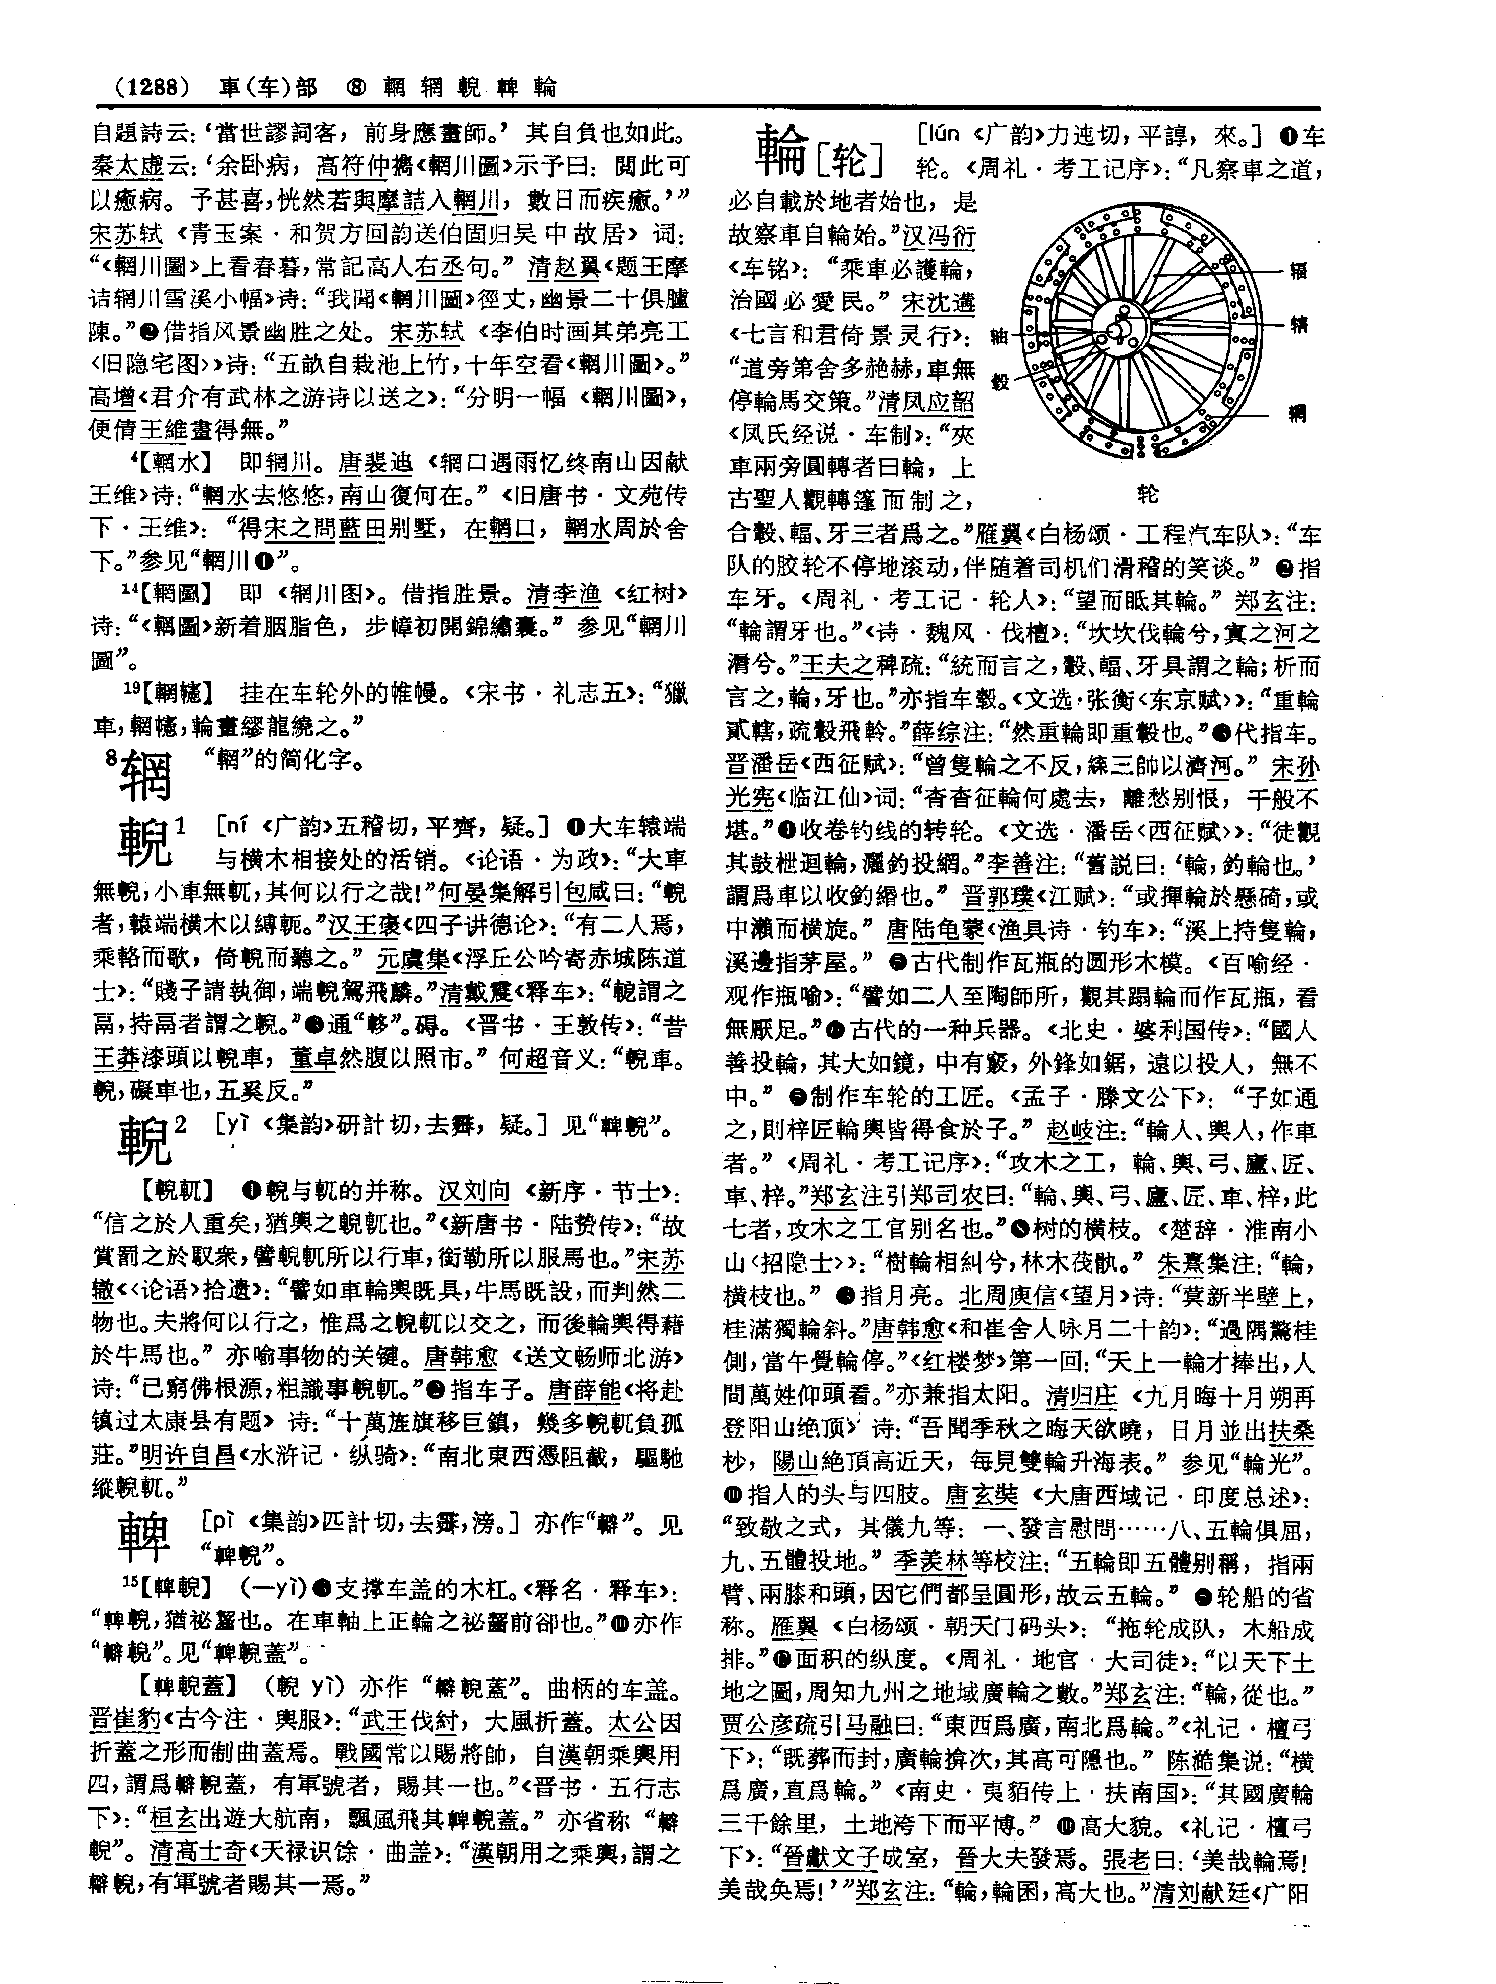 (1288) 車(车)部 ⑧ 輞 辋 輗 輫 輪
自題詩云:‘當世謬詞客，前身應畫師。’其自負也如此。
秦太虚云:‘余卧病，高符仲攜《輞川圖》示予曰：閲此可
以癒病。予甚喜,恍然若與摩詰入輞川，數日而疾癒。’”
宋苏轼《青玉案·和贺方回韵送伯固归吴中故居》词:
“《輞川圖》上看春暮,常記高人右丞句。”清赵翼《题王摩
诘辋川雪溪小幅》诗:“我聞《輞川圖》徑丈,幽景二十俱臚
陳。”❷借指风景幽胜之处。宋苏轼《李伯时画其弟亮工
〈旧隐宅图〉》诗:“五畝自栽池上竹,十年空看《輞川圖》。”
高增《君介有武林之游诗以送之》:“分明一幅《輞川圖》，
便倩王維畫得無。”
⁴【輞水】 即辋川。唐裴迪《辋口遇雨忆终南山因献
王维》诗:“輞水去悠悠,南山復何在。”《旧唐书·文苑传
下·王维》：“得宋之問藍田别墅，在輞口，輞水周於舍
下。”参见“輞川❶”。
¹⁴【輞圖】 即《辋川图》。借指胜景。清李渔《红树》
诗:“《輞圖》新着胭脂色，步幛初開錦繡囊。”参见“輞川
圖”。
¹⁹【輞轓】 挂在车轮外的帷幔。《宋书·礼志五》:“獵
車,輞轓,輪畫繆龍繞之。”
⁸辋 “輞”的简化字。
輗¹ [ní《广韵》五稽切,平齊，疑。]❶大车辕端
与横木相接处的活销。《论语·为政》:“大車
無輗,小車無軏,其何以行之哉!”何晏集解引包咸曰:“輗
者,轅端横木以縛軛。”汉王褒《四子讲德论》:“有二人焉，
乘輅而歌，倚輗而聽之。”元虞集《浮丘公吟寄赤城陈道
士》:“賤子請執御,端輗駕飛麟。”清戴震《释车》:“輗謂之
鬲,持鬲者謂之輗。”❷通“輢”。碍。《晋书·王敦传》:“昔
王莽漆頭以輗車，董卓然腹以照市。”何超音义:“輗車。
輗,礙車也,五奚反。”
輗² [yì《集韵》研計切,去霽，疑。]见“輫輗”。
【輗軏】 ❶輗与軏的并称。汉刘向《新序·节士》:
“信之於人重矣,猶輿之輗軏也。”《新唐书·陆贽传》:“故
賞罰之於馭衆,譬輗軏所以行車,銜勒所以服馬也。”宋苏
辙《〈论语〉拾遗》:“譬如車輪輿既具,牛馬既設,而判然二
物也。夫將何以行之，惟爲之輗軏以交之，而後輪輿得藉
於牛馬也。”亦喻事物的关键。唐韩愈《送文畅师北游》
诗:“已窮佛根源,粗識事輗軏。”❷指车子。唐薛能《将赴
镇过太康县有题》诗:“十萬旌旗移巨鎮，幾多輗軏負孤
莊。”明许自昌《水浒记·纵骑》:“南北東西憑阻截，驅馳
縱輗軏。”
[pì《集韵》匹計切,去霽,滂。]亦作“”。见
“輗”。
¹⁵【輗】 (—yì)❶支撑车盖的木杠。《释名·释车》:
“輗,猶祕齧也。在車軸上正輪之祕齧前卻也。”亦作
“輗”。见“輗蓋”。
【輗蓋】 (輗yì)亦作“輗蓋”。曲柄的车盖。
晋崔豹《古今注·輿服》:“武王伐紂，大風折蓋。太公因
折蓋之形而制曲蓋焉。戰國常以賜將帥，自漢朝乘輿用
四,謂爲輗蓋，有軍號者，賜其一也。”《晋书·五行志
下》:“桓玄出遊大航南，飄風飛其輗蓋。”亦省称“
輗”。清高士奇《天禄识馀·曲盖》:“漢朝用之乘輿,謂之
輗,有軍號者賜其一焉。”
輪[轮] [lún《广韵》力迍切,平諄，來。]❶车
轮。《周礼·考工记序》:“凡察車之道，
必自載於地者始也，是
故察車自輪始。”汉冯衍
《车铭》：“乘車必護輪，
治國必愛民。”宋沈遘
《七言和君倚景灵行》:
“道旁第舍多赩赫,車無
停輪馬交策。”清凤应韶
《凤氏经说·车制》:“夾
車兩旁圓轉者曰輪，上
古聖人觀轉篷而制之，
辐
辖
軸
毂
辋
轮
合轂、輻、牙三者爲之。”雁翼《白杨颂·工程汽车队》:“车
队的胶轮不停地滚动,伴随着司机们滑稽的笑谈。”❷指
车牙。《周礼·考工记·轮人》:“望而眡其輪。”郑玄注:
“輪謂牙也。”《诗·魏风·伐檀》:“坎坎伐輪兮,寘之河之
漘兮。”王夫之稗疏:“統而言之,轂、輻、牙具謂之輪;析而
言之,輪,牙也。”亦指车毂。《文选·张衡〈东京赋〉》:“重輪
貳轄,疏轂飛軨。”薛综注:“然重輪即重轂也。”❸代指车。
晋潘岳《西征赋》:“曾隻輪之不反,緤三帥以濟河。”宋孙
光宪《临江仙》词:“杳杳征輪何處去，離愁别恨，千般不
堪。”❹收卷钓线的转轮。《文选·潘岳〈西征赋〉》:“徒觀
其鼓枻迴輪,灑釣投網。”李善注:“舊説曰:‘輪,釣輪也。’
謂爲車以收釣緡也。”晋郭璞《江赋》:“或揮輪於懸碕,或
中瀨而横旋。”唐陆龟蒙《渔具诗·钓车》:“溪上持隻輪，
溪邊指茅屋。”❺古代制作瓦瓶的圆形木模。《百喻经·
观作瓶喻》:“譬如二人至陶師所，觀其蹋輪而作瓦瓶，看
無厭足。”❻古代的一种兵器。《北史·婆利国传》:“國人
善投輪，其大如鏡，中有竅，外鋒如鋸，遠以投人，無不
中。”❼制作车轮的工匠。《孟子·滕文公下》：“子如通
之,則梓匠輪輿皆得食於子。”赵岐注:“輪人、輿人,作車
者。”《周礼·考工记序》:“攻木之工，輪、輿、弓、廬、匠、
車、梓。”郑玄注引郑司农曰:“輪、輿、弓、廬、匠、車、梓,此
七者,攻木之工官别名也。”❽树的横枝。《楚辞·淮南小
山〈招隐士〉》:“樹輪相糾兮,林木茷骫。”朱熹集注:“輪，
横枝也。”❾指月亮。北周庾信《望月》诗:“蓂新半壁上，
桂滿獨輪斜。”唐韩愈《和崔舍人咏月二十韵》:“過隅驚桂
側,當午覺輪停。”《红楼梦》第一回:“天上一輪才捧出,人
間萬姓仰頭看。”亦兼指太阳。清归庄《九月晦十月朔再
登阳山绝顶》诗:“吾聞季秋之晦天欲曉，日月並出扶桑
杪，陽山絶頂高近天，每見雙輪升海表。”参见“輪光”。
❿指人的头与四肢。唐玄奘《大唐西域记·印度总述》:
“致敬之式，其儀九等：一、發言慰問……八、五輪俱屈，
九、五體投地。”季羡林等校注:“五輪即五體别稱，指兩
臂、兩膝和頭,因它們都呈圓形,故云五輪。”⓫轮船的省
称。雁翼《白杨颂·朝天门码头》：“拖轮成队，木船成
排。”⓬面积的纵度。《周礼·地官·大司徒》:“以天下土
地之圖,周知九州之地域廣輪之數。”郑玄注:“輪,從也。”
贾公彦疏引马融曰:“東西爲廣,南北爲輪。”《礼记·檀弓
下》:“既葬而封,廣輪揜坎,其高可隱也。”陈澔集说:“横
爲廣,直爲輪。”《南史·夷貊传上·扶南国》:“其國廣輪
三千餘里，土地洿下而平博。”⓭高大貌。《礼记·檀弓
下》:“晉獻文子成室，晉大夫發焉。張老曰:‘美哉輪焉!
美哉奂焉!’”郑玄注:“輪,輪囷,高大也。”清刘献廷《广阳